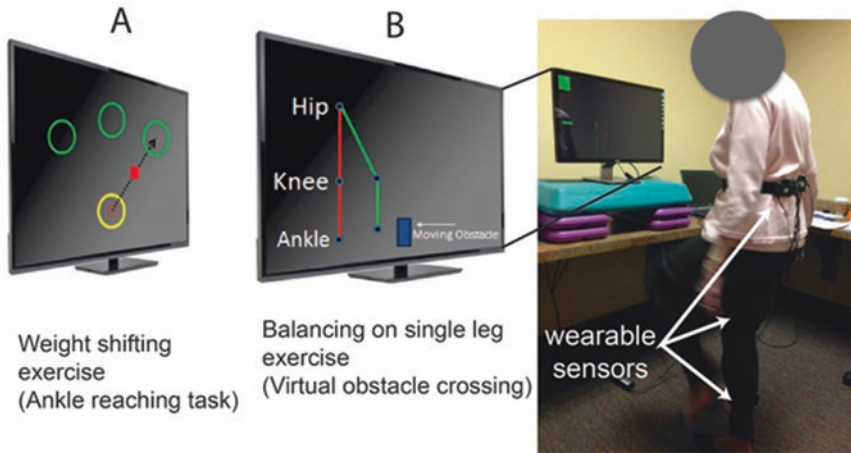 A
B
Hip
Knee
Ankle
Moving Obstacle
Weight shifting
exercise
(Ankle reaching task)
Balancing on single leg
exercise
(Virtual obstacle crossing)
wearable
sensors